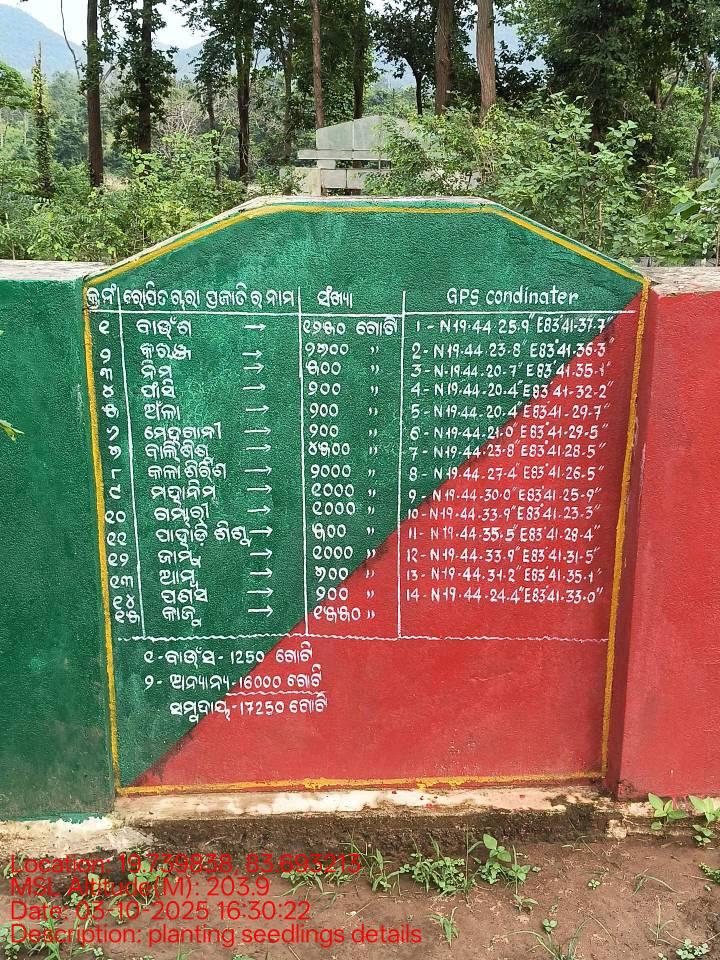 କ୍ର.ନଂ ରୋପିତ ଚାରା ପ୍ରଜାତିର ନାମ ସଂଖ୍ୟା GPS condinater
୧ ବାଉଁଶ → ୧୨୫୦ ଗୋଟି 1 - N19.44.25.9" E83°41.37.7"
୨ କରଞ୍ଜ → ,, 2 - N19.44.23.8" E83°41.36.3"
୩ ନିମ → ୫୦୦ ,, 3 - N19.44.20.7" E83°41.35.1"
୪ ଫାସି → ୨୦୦ ,, 4 - N19.44.20.4" E83°41.32.2"
୫ ଅଁଳା → ୨୦୦ ,, 5 - N19.44.20.4" E83°41.29.7"
୬ ମେହଗାନୀ → ୨୦୦ ,, 6 - N19.44.21.0" E83°41.29.5"
୭ ବାଲିଶିଶୁ → ୪୫୦୦ ,, 7 - N19.44.23.8" E83°41.28.5"
୮ କଳା ଶିରିଶ → ୨୦୦୦ ,, 8 - N19.44.27.4" E83°41.26.5"
୯ ମହାନିମ → ୧୦୦୦ ,, 9 - N19.44.30.0" E83°41.25.9"
୧୦ ଗମ୍ଭାରୀ → ୧୦୦୦ ,, 10 - N19.44.33.9" E83°41.23.3"
୧୧ ପାହାଡି ଶିଶୁ → ୫୦୦ ,, 11 - N19.44.35.5" E83°41.28.4"
୧୨ ଜାମୁ → ୧୦୦୦ ,, 12 - N19.44.33.9" E83°41.31.5"
୧୩ ଆମ୍ବ → ,, 13 - N19.44.31.2" E83°41.35.1"
୧୪ ପଣସ → ୨୦୦ ,, 14 - N19.44.24.4" E83°41.33.0"
୧୫ କାଜୁ → ୧୫୫୦ ,,
୧ - ବାଉଁସ - 1250 ଗୋଟି
୨ - ଅନ୍ୟାନ୍ୟ - 16000 ଗୋଟି
ସମୁଦାୟ - 17250 ଗୋଟି
Location: 19.739838, 83.693213
MSL Altitude(M): 203.9
Date: 03-10-2025 16:30:22
Description: planting seedlings details